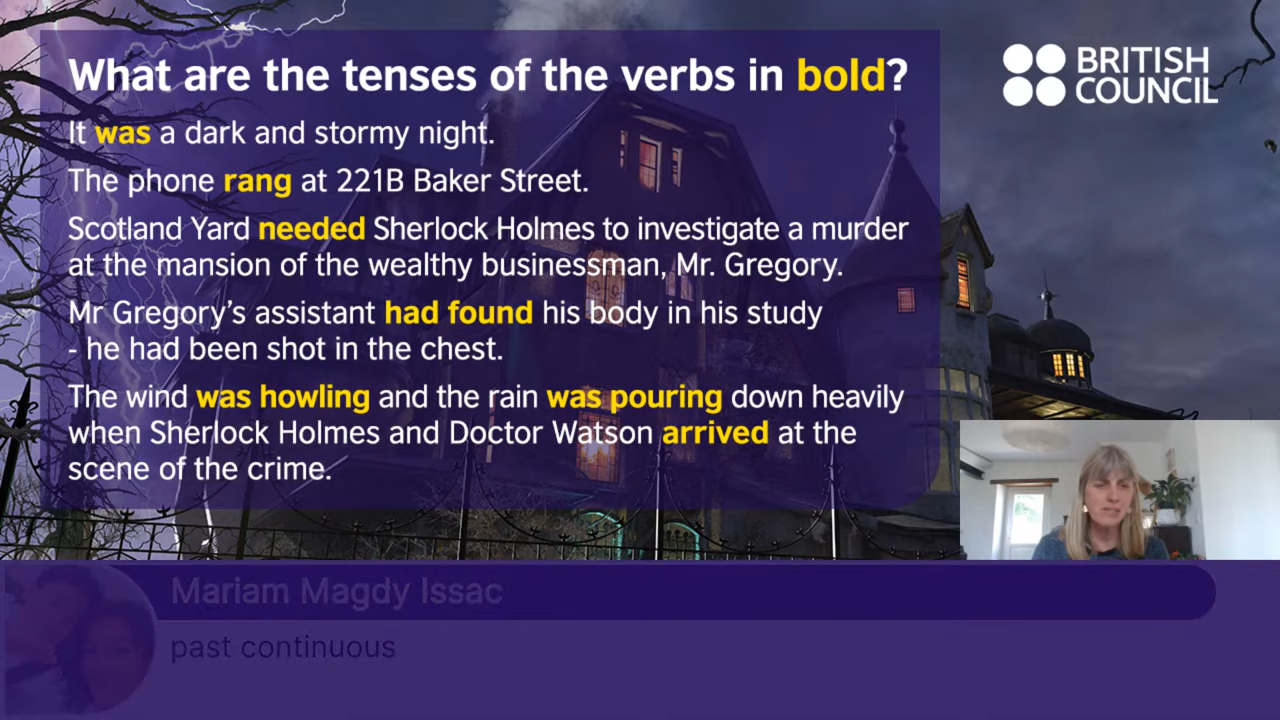 What are the tenses of the verbs in bold?
It was a dark and stormy night.
The phone rang at 221B Baker Street.
Scotland Yard needed Sherlock Holmes to investigate a murder
at the mansion of the wealthy businessman, Mr. Gregory.
Mr Gregory’s assistant had found his body in his study
- he had been shot in the chest.
The wind was howling and the rain was pouring down heavily
when Sherlock Holmes and Doctor Watson arrived at the
scene of the crime.
BRITISH
COUNCIL
Mariam Magdy Issac
past continuous